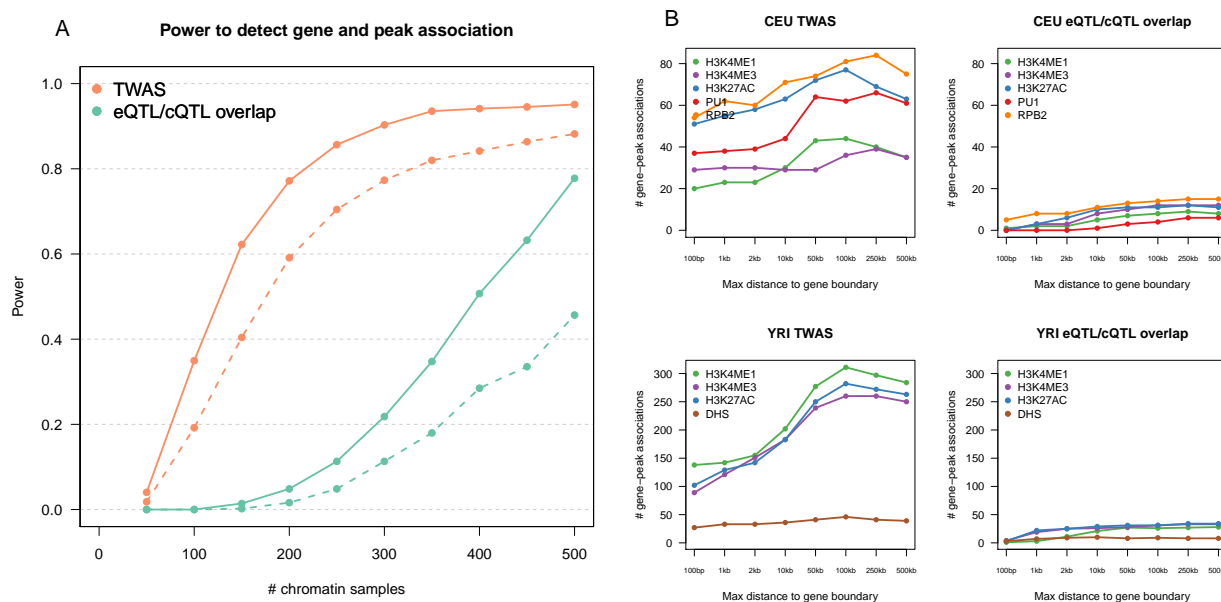 A
Power to detect gene and peak association
TWAS
eQTL/cQTL overlap
1.0
0.8
0.6
0.4
0.2
0.0
Power
0
100
200
300
400
500
# chromatin samples
B
CEU TWAS
H3K4ME1
H3K4ME3
H3K27AC
PU1
RPB2
80
60
40
20
0
# gene−peak associations
100bp
1kb
2kb
10kb
50kb
100kb
250kb
500kb
Max distance to gene boundary
CEU eQTL/cQTL overlap
H3K4ME1
H3K4ME3
H3K27AC
PU1
RPB2
80
60
40
20
0
# gene−peak associations
100bp
1kb
2kb
10kb
50kb
100kb
250kb
500k
Max distance to gene boundary
YRI TWAS
H3K4ME1
H3K4ME3
H3K27AC
DHS
300
250
200
150
100
50
0
# gene−peak associations
100bp
1kb
2kb
10kb
50kb
100kb
250kb
500kb
Max distance to gene boundary
YRI eQTL/cQTL overlap
H3K4ME1
H3K4ME3
H3K27AC
DHS
300
250
200
150
100
50
0
# gene−peak associations
100bp
1kb
2kb
10kb
50kb
100kb
250kb
500k
Max distance to gene boundary